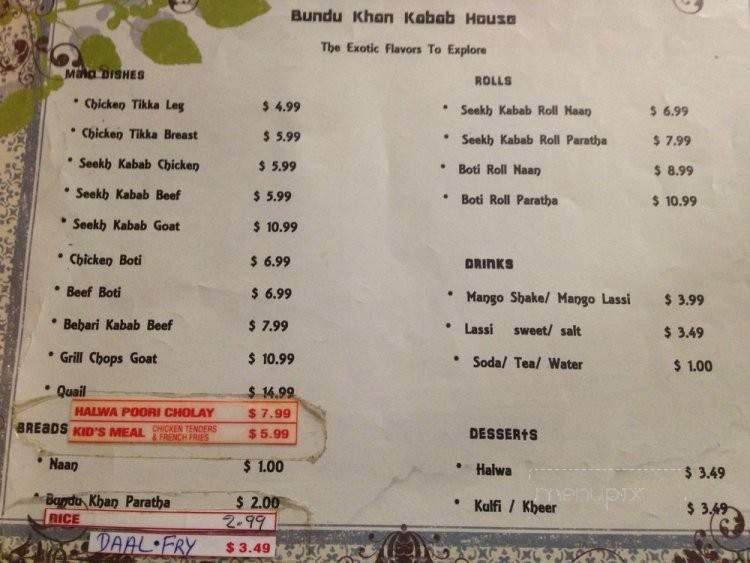 Bundu Khan Kabab House
The Exotic Flavors To Explore
MAIN DISHES
• Chicken Tikka Leg $ 4.99
• Chicken Tikka Breast $ 5.99
• Seekh Kabab Chicken $ 5.99
• Seekh Kabab Beef $ 5.99
• Seekh Kabab Goat $ 10.99
• Chicken Boti $ 6.99
• Beef Boti $ 6.99
• Behari Kabab Beef $ 7.99
• Grill Chops Goat $ 10.99
• Quail $ 14.99
HALWA POORI CHOLAY $ 7.99
KID'S MEAL CHICKEN TENDERS & FRENCH FRIES $ 5.99
BREADS
• Naan $ 1.00
• Bundu Khan Paratha $ 2.00
RICE 2.99
DAAL•FRY $ 3.49
ROLLS
• Seekh Kabab Roll Naan $ 6.99
• Seekh Kabab Roll Paratha $ 7.99
• Boti Roll Naan $ 8.99
• Boti Roll Paratha $ 10.99
DRINKS
• Mango Shake/ Mango Lassi $ 3.99
• Lassi sweet/ salt $ 3.49
• Soda/ Tea/ Water $ 1.00
DESSERTS
• Halwa $ 3.49
menupix
• Kulfi / Kheer $ 3.49